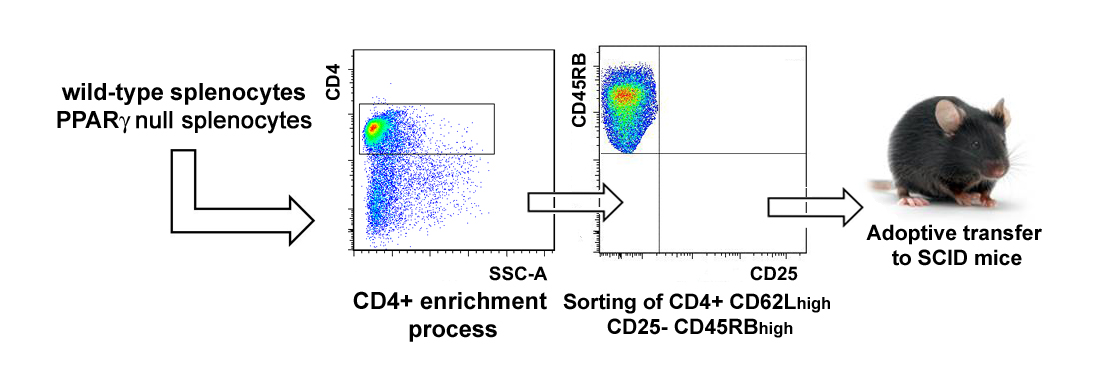 wild-type splenocytes
PPARγ null splenocytes
CD4
SSC-A
CD4+ enrichment
process
CD45RB
CD25
Sorting of CD4+ CD62Lhigh
CD25- CD45RBhigh
Adoptive transfer
to SCID mice